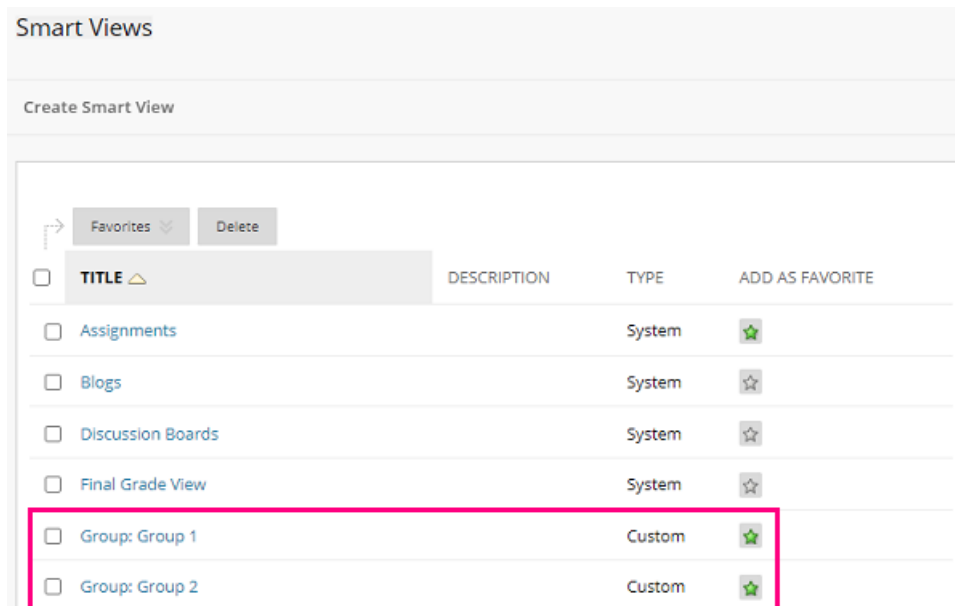 Smart Views
Create Smart View
Favorites Delete
TITLE DESCRIPTION TYPE ADD AS FAVORITE
Assignments System
Blogs System
Discussion Boards System
Final Grade View System
Group: Group 1 Custom
Group: Group 2 Custom